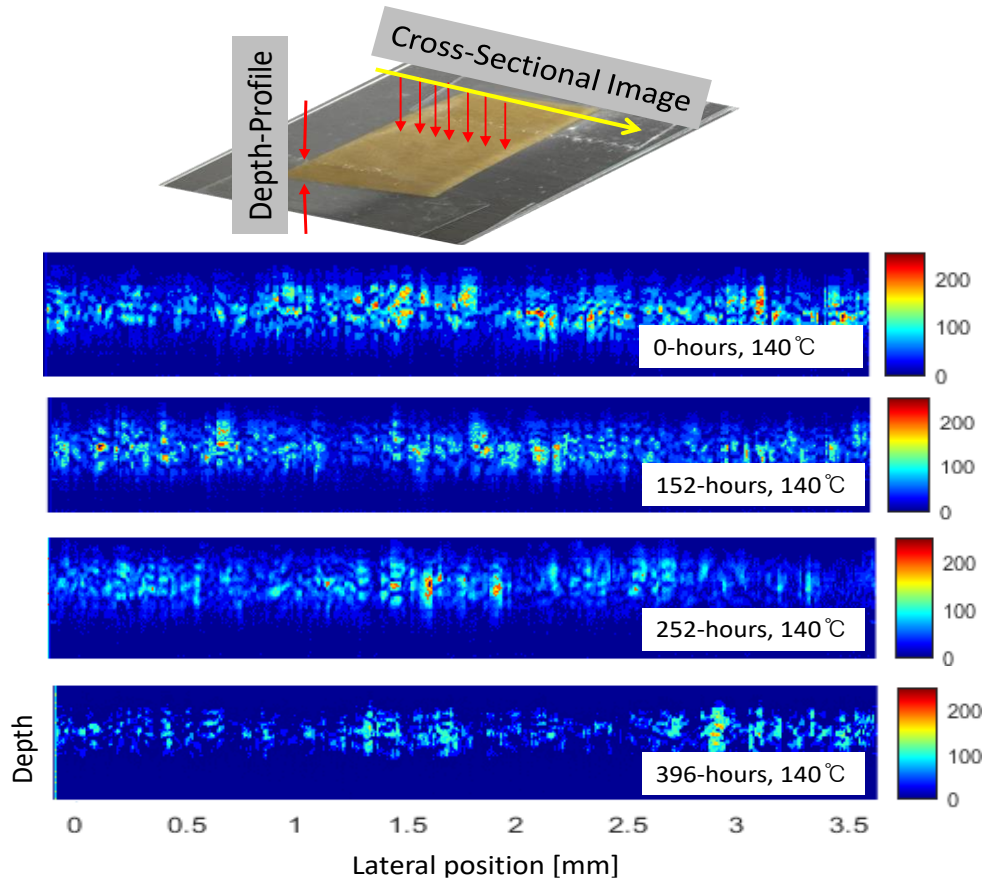 Cross-Sectional Image
Depth-Profile
200
100
0
0-hours, 140℃
200
100
0
152-hours, 140℃
200
100
0
252-hours, 140℃
200
100
0
396-hours, 140℃
Depth
0 0.5 1 1.5 2 2.5 3 3.5
Lateral position [mm]